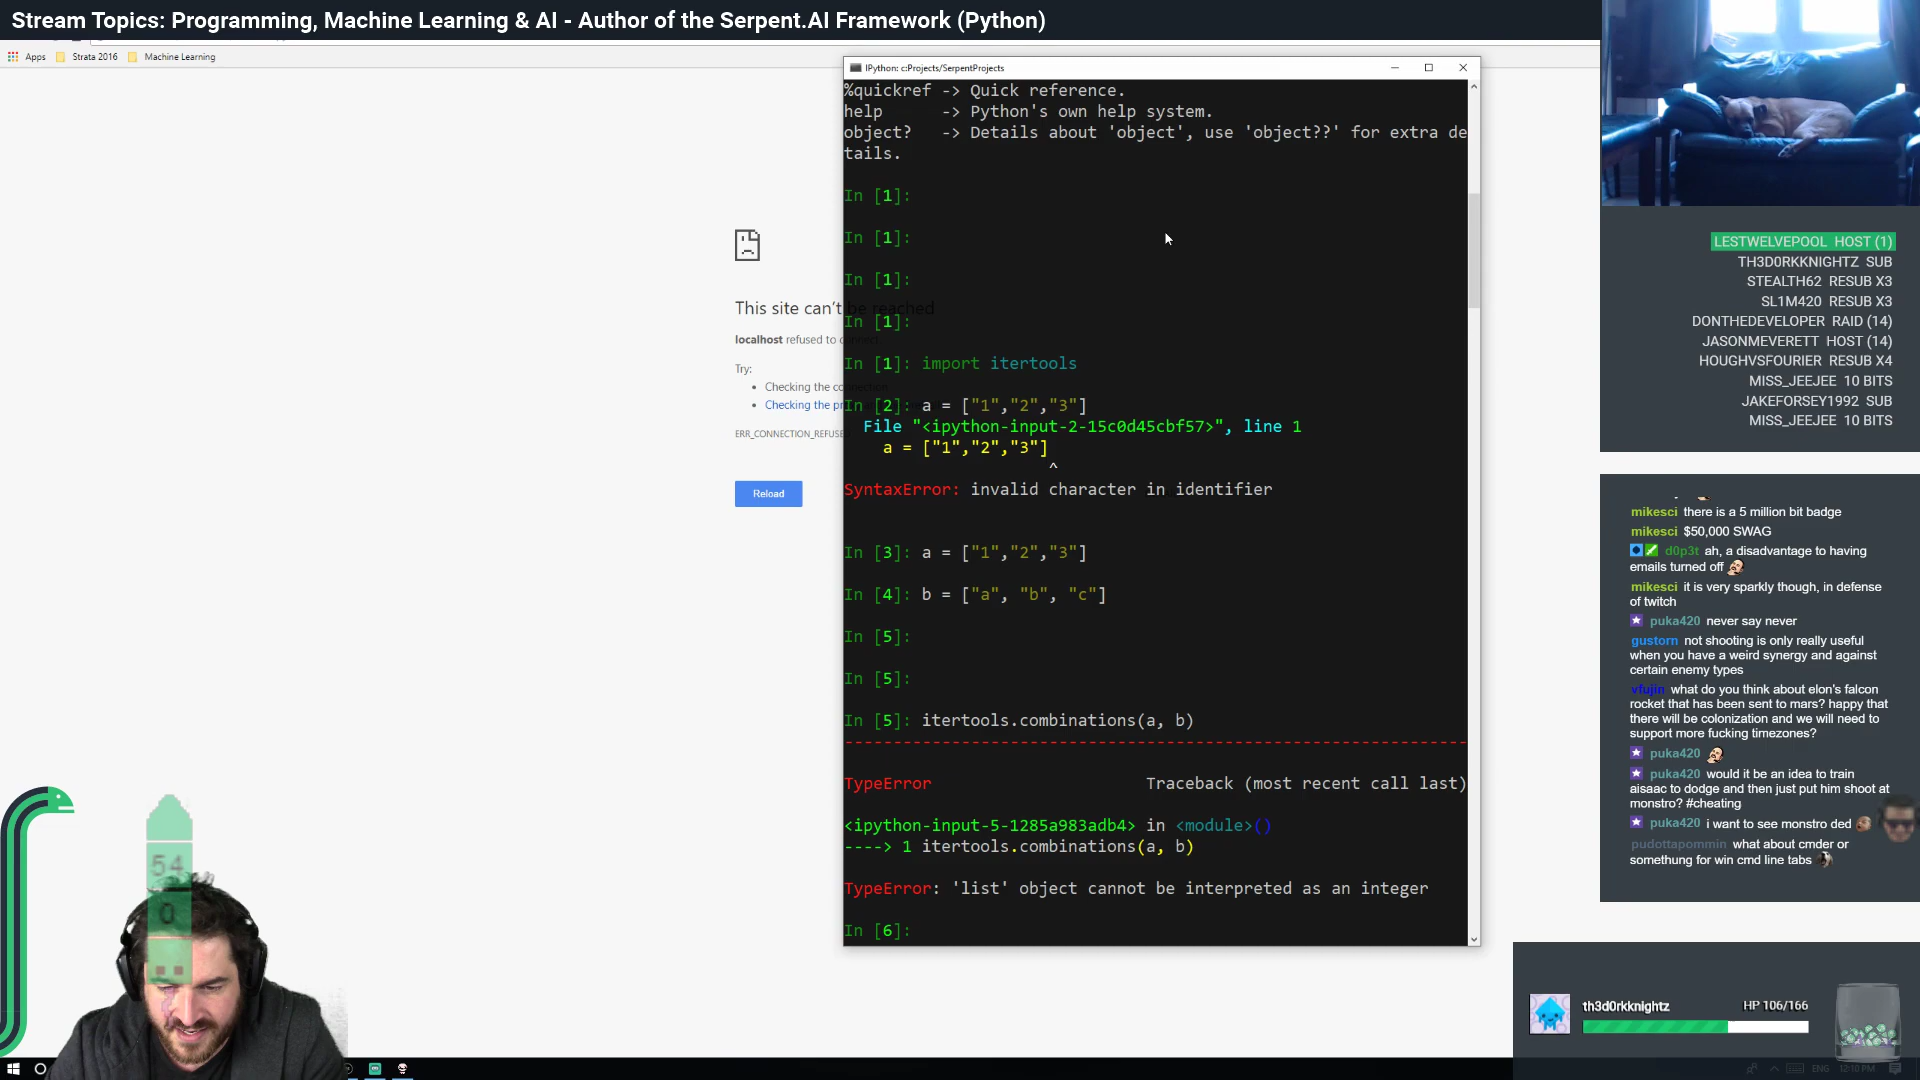 Stream Topics: Programming, Machine Learning & AI - Author of the Serpent.AI Framework (Python)
Apps
Strata 2016
Machine Learning
This site can't be reached
localhost refused to
Try:
Checking the connection
Checking the pr
ERR_CONNECTION_REFUSE
Reload
IPython: c:Projects/SerpentProjects
%quickref -> Quick reference.
help      -> Python's own help system.
object?   -> Details about 'object', use 'object??' for extra de
tails.
In [1]:
In [1]:
In [1]:
In [1]:
In [1]: import itertools
In [2]: a = ["1","2","3"]
File "<ipython-input-2-15c0d45cbf57>", line 1
a = ["1","2","3"]
^
SyntaxError: invalid character in identifier
In [3]: a = ["1","2","3"]
In [4]: b = ["a", "b", "c"]
In [5]:
In [5]:
In [5]: itertools.combinations(a, b)
---------------------------------------------------------------
TypeError                      Traceback (most recent call last)
<ipython-input-5-1285a983adb4> in <module>()
----> 1 itertools.combinations(a, b)
TypeError: 'list' object cannot be interpreted as an integer
In [6]:
LESTWELVEPOOL HOST (1)
TH3D0RKKNIGHTZ SUB
STEALTH62 RESUB X3
SL1M420 RESUB X3
DONTHEDEVELOPER RAID (14)
JASONMEVERETT HOST (14)
HOUGHVSFOURIER RESUB X4
MISS_JEEJEE 10 BITS
JAKEFORSEY1992 SUB
MISS_JEEJEE 10 BITS
mikesci there is a 5 million bit badge
mikesci $50,000 SWAG
d0p3t ah, a disadvantage to having
emails turned off
mikesci it is very sparkly though, in defense
of twitch
puka420 never say never
gustorn not shooting is only really useful
when you have a weird synergy and against
certain enemy types
vfujin what do you think about elon's falcon
rocket that has been sent to mars? happy that
there will be colonization and we will need to
support more fucking timezones?
puka420
puka420 would it be an idea to train
aisaac to dodge and then just put him shoot at
monstro? #cheating
puka420 i want to see monstro ded
pudottapommin what about cmder or
somethung for win cmd line tabs
54
0
th3d0rkknightz
HP 106/166
ENG
12:10 PM